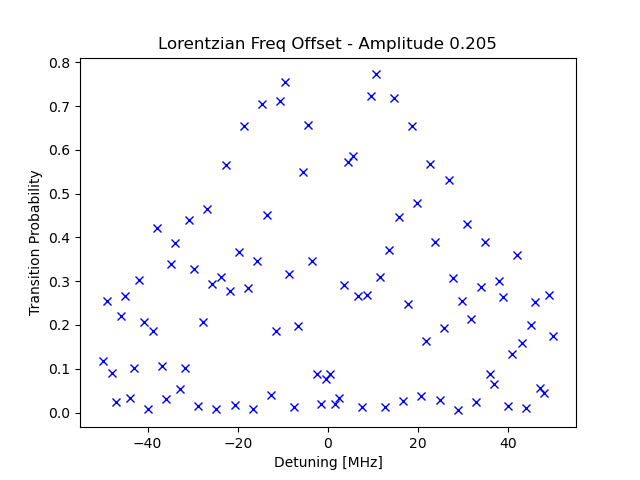 Lorentzian Freq Offset - Amplitude 0.205
Transition Probability
0.8
0.7
0.6
0.5
0.4
0.3
0.2
0.1
0.0
−40 −20 0 20 40
Detuning [MHz]